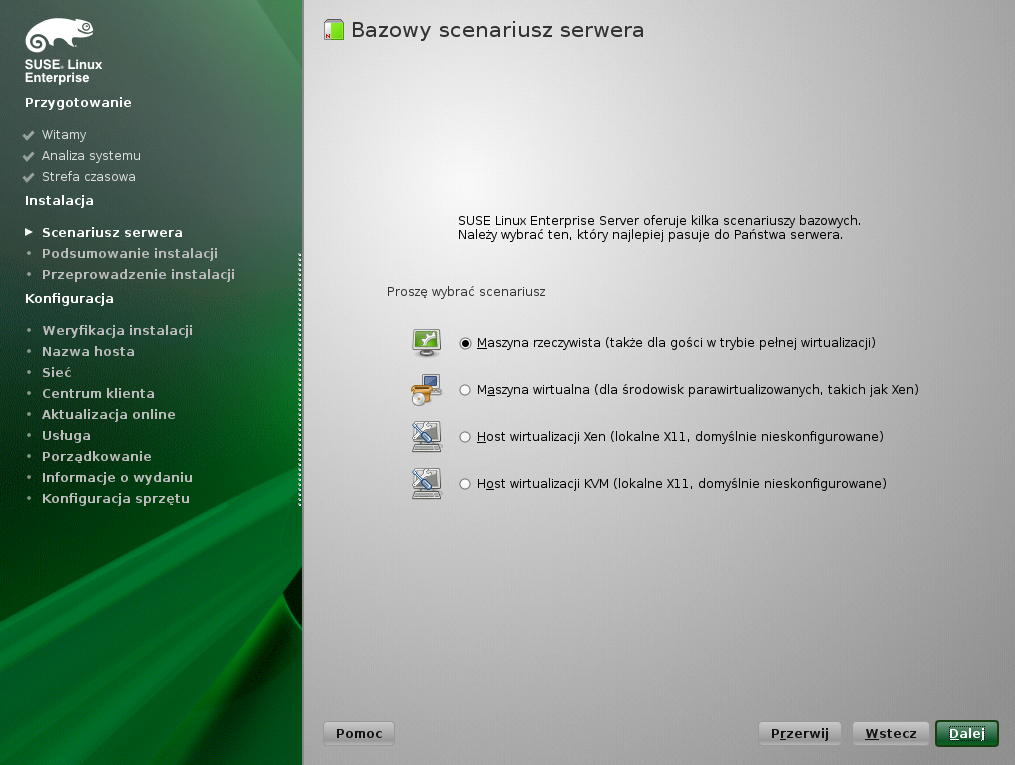 SUSE. Linux
Enterprise
Przygotowanie
Witamy
Analiza systemu
Strefa czasowa
Instalacja
Scenariusz serwera
Podsumowanie instalacji
Przeprowadzenie instalacji
Konfiguracja
Weryfikacja instalacji
Nazwa hosta
Sieć
Centrum klienta
Aktualizacja online
Usługa
Porządkowanie
Informacje o wydaniu
Konfiguracja sprzętu
Bazowy scenariusz serwera
SUSE Linux Enterprise Server oferuje kilka scenariuszy bazowych.
Należy wybrać ten, który najlepiej pasuje do Państwa serwera.
Proszę wybrać scenariusz
Maszyna rzeczywista (także dla gości w trybie pełnej wirtualizacji)
Maszyna wirtualna (dla środowisk parawirtualizowanych, takich jak Xen)
Host wirtualizacji Xen (lokalne X11, domyślnie nieskonfigurowane)
Host wirtualizacji KVM (lokalne X11, domyślnie nieskonfigurowane)
Pomoc
Przerwij
Wstecz
Dalej